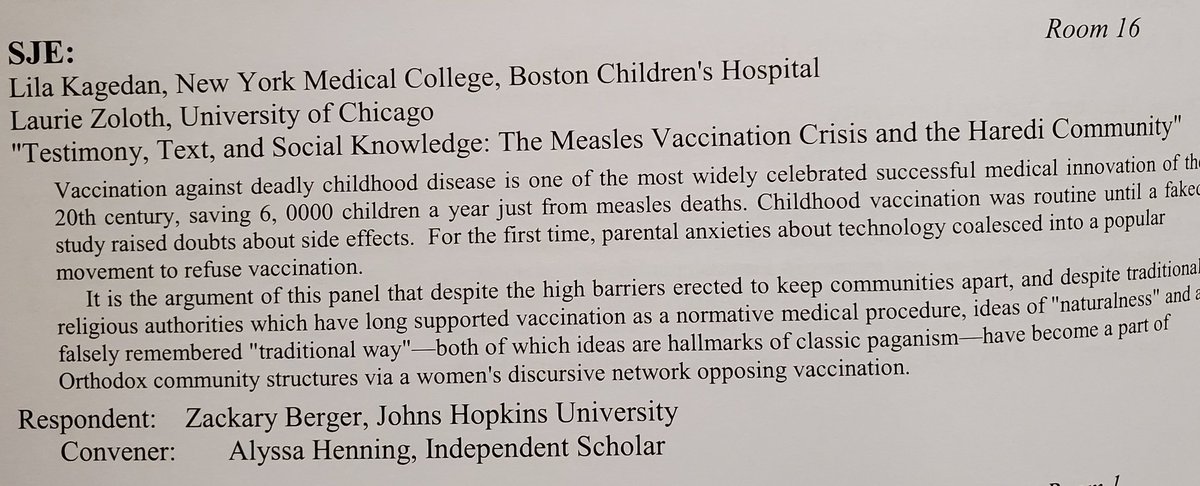 Room 16
SJE:
Lila Kagedan, New York Medical College, Boston Children's Hospital
Laurie Zoloth, University of Chicago
"Testimony, Text, and Social Knowledge: The Measles Vaccination Crisis and the Haredi Community"
Vaccination against deadly childhood disease is one of the most widely celebrated successful medical innovation of the
20th century, saving 6, 0000 children a year just from measles deaths. Childhood vaccination was routine until a faked
study raised doubts about side effects. For the first time, parental anxieties about technology coalesced into a popular
movement to refuse vaccination.
It is the argument of this panel that despite the high barriers erected to keep communities apart, and despite traditional
religious authorities which have long supported vaccination as a normative medical procedure, ideas of "naturalness" and a
falsely remembered "traditional way"—both of which ideas are hallmarks of classic paganism—have become a part of
Orthodox community structures via a women's discursive network opposing vaccination.
Respondent: Zackary Berger, Johns Hopkins University
Convener: Alyssa Henning, Independent Scholar